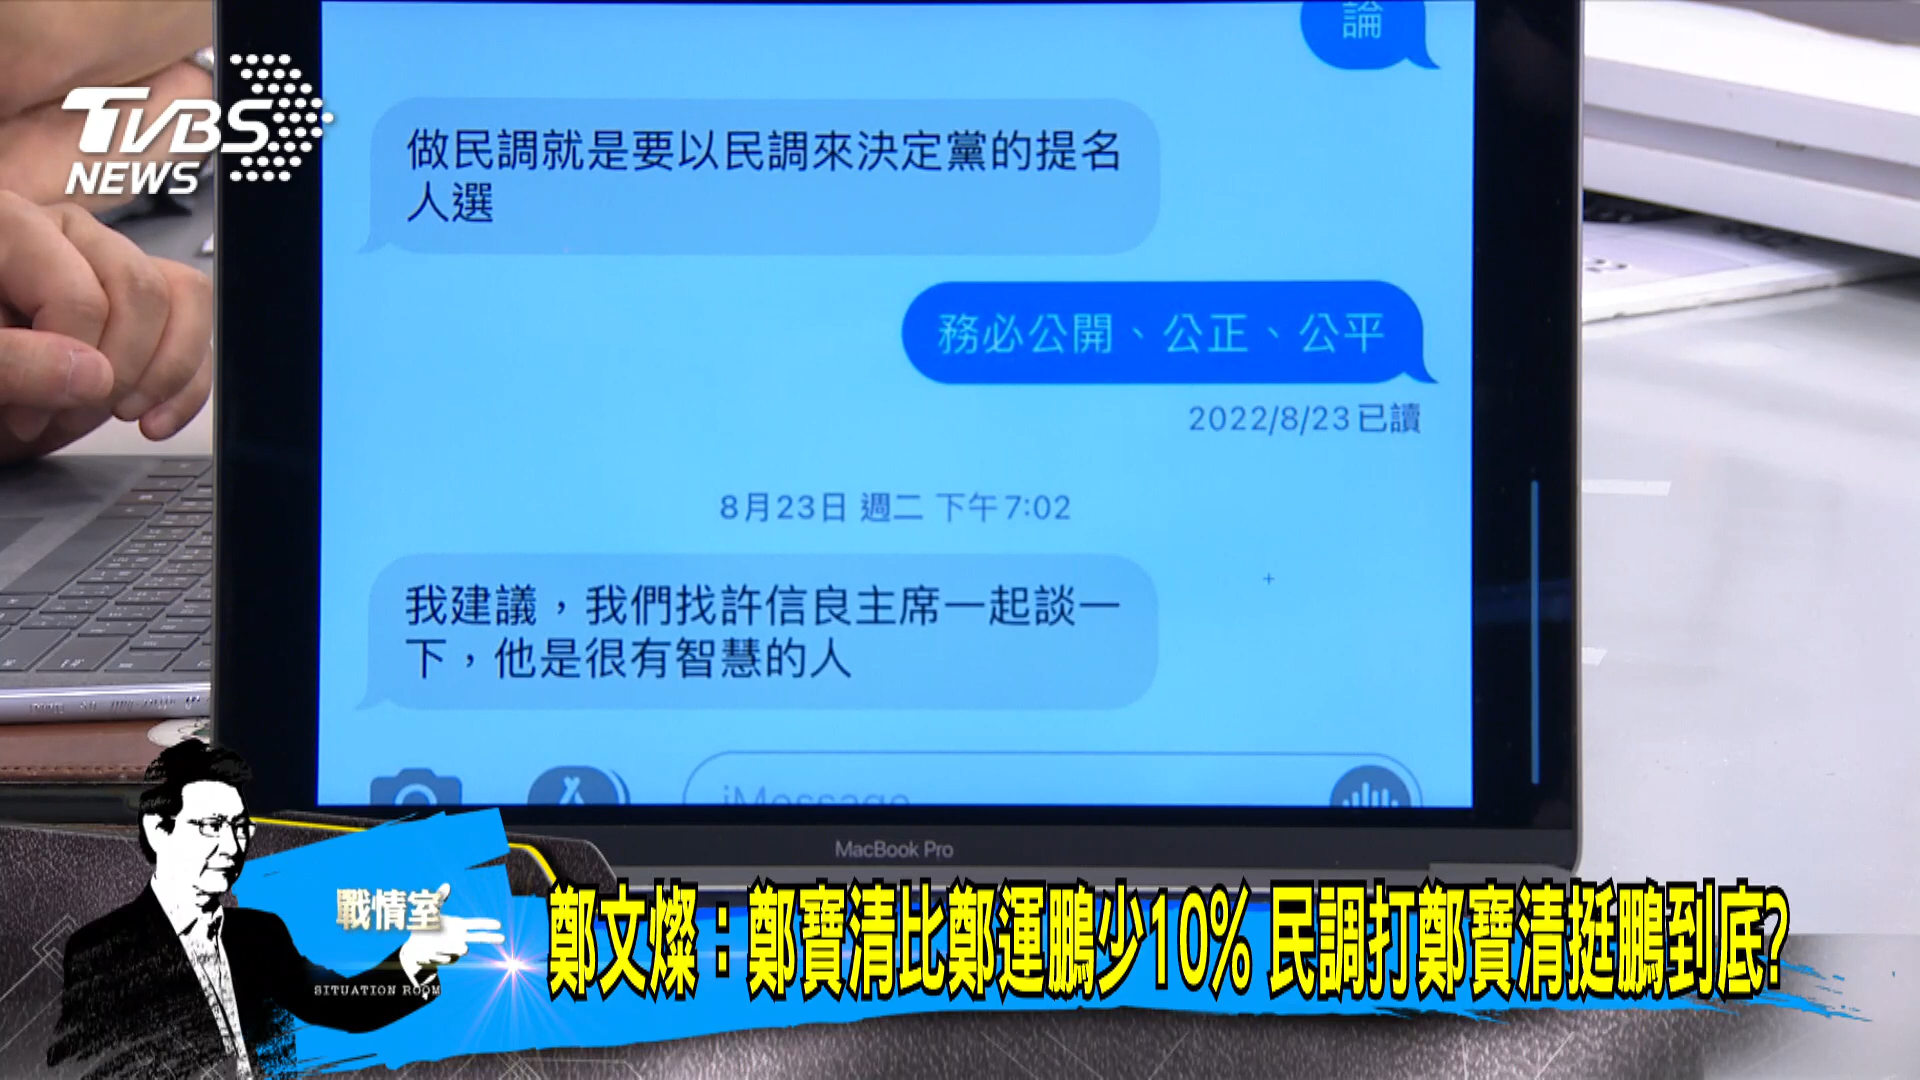 論
TVBS
NEWS
做民調就是要以民調來決定黨的提名
人選
務必公開、公正、公平
2022/8/23已讀
8月23日 週二 下午7:02
我建議，我們找許信良主席一起談一
下，他是很有智慧的人
iMessage
MacBook Pro
戰情室
SITUATION ROOM
鄭文燦：鄭寶清比鄭運鵬少10% 民調打鄭寶清挺鵬到底?